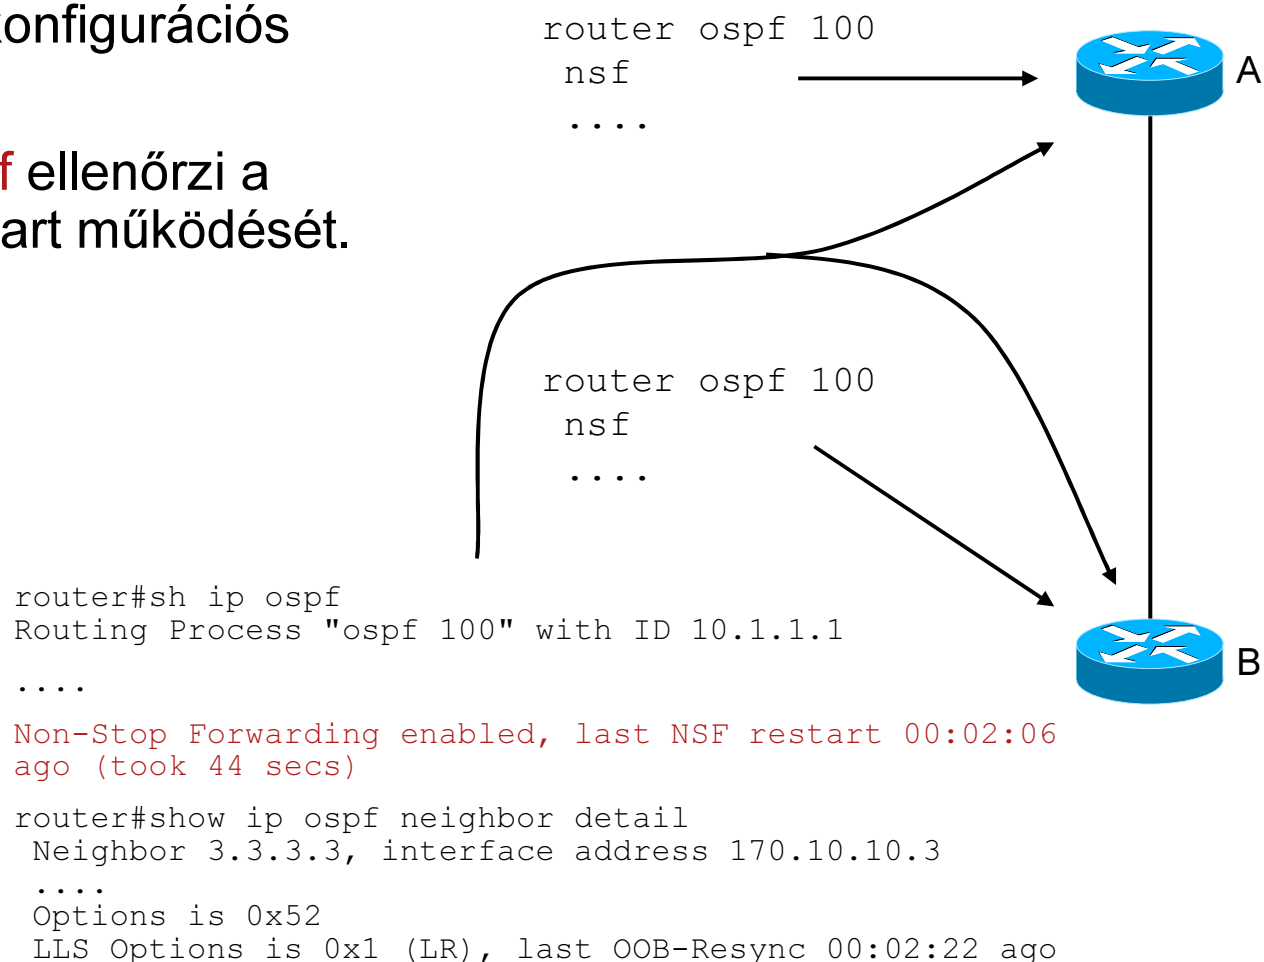 konfigurációs
f ellenőrzi a
art működését.
router ospf 100
nsf
....
A
router ospf 100
nsf
....
B
router#sh ip ospf
Routing Process "ospf 100" with ID 10.1.1.1
....
Non-Stop Forwarding enabled, last NSF restart 00:02:06
ago (took 44 secs)
router#show ip ospf neighbor detail
Neighbor 3.3.3.3, interface address 170.10.10.3
....
Options is 0x52
LLS Options is 0x1 (LR), last OOB-Resync 00:02:22 ago